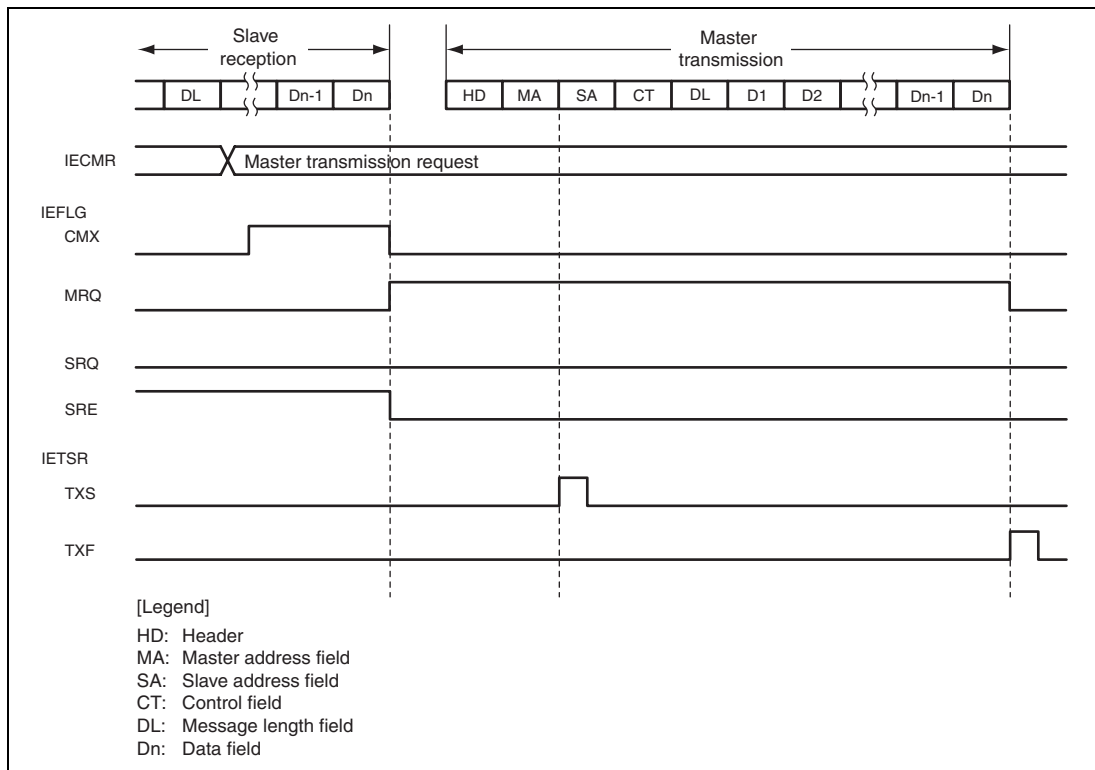 Slave
reception
Master
transmission
DL Dn-1 Dn HD MA SA CT DL D1 D2 Dn-1 Dn
IECMR Master transmission request
IEFLG
CMX
MRQ
SRQ
SRE
IETSR
TXS
TXF
[Legend]
HD: Header
MA: Master address field
SA: Slave address field
CT: Control field
DL: Message length field
Dn: Data field